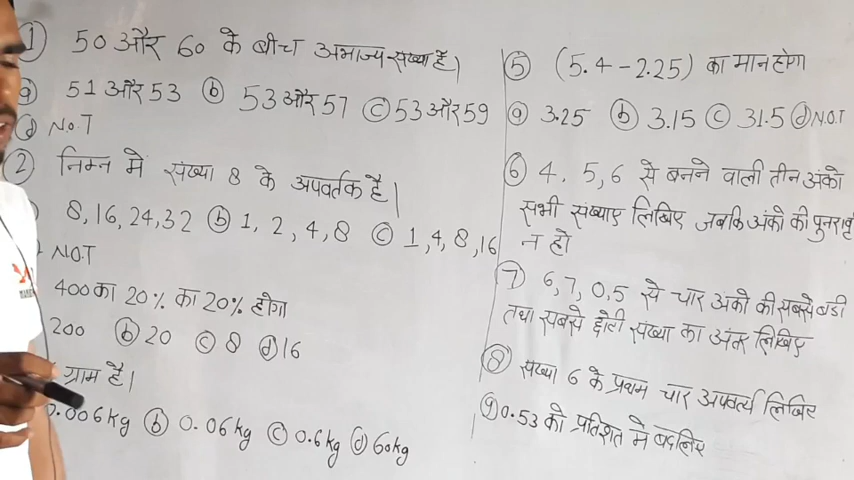 ① 50 और 60 के बीच अभाज्य संख्या है।
ⓐ 51 और 53 ⓑ 53 और 57 ⓒ 53 और 59
ⓓ N.O.T
② निम्न में संख्या 8 के अपवर्तक है।
8, 16, 24, 32 ⓑ 1, 2, 4, 8 ⓒ 1, 4, 8, 16
N.O.T
400 का 20% का 20% होगा
200 ⓑ 20 ⓒ 8 ⓓ 16
ग्राम है।
0.006 kg ⓑ 0.06 kg ⓒ 0.6 kg ⓓ 60 kg
⑤ (5.4 - 2.25) का मान होगा
ⓐ 3.25 ⓑ 3.15 ⓒ 31.5 ⓓ N.O.T
⑥ 4, 5, 6 से बनने वाली तीन अंको
सभी संख्याए लिखिए जबकि अंको की
न हो
⑦ 6, 7, 0, 5 से चार अंको की सबसे बडी
तथा सबसे छोटी संख्या का अंतर लिखिए
⑧ संख्या 6 के प्रथम चार अपवर्त्य लिखिए
⑨ 0.53 को प्रतिशत मे बदलिए